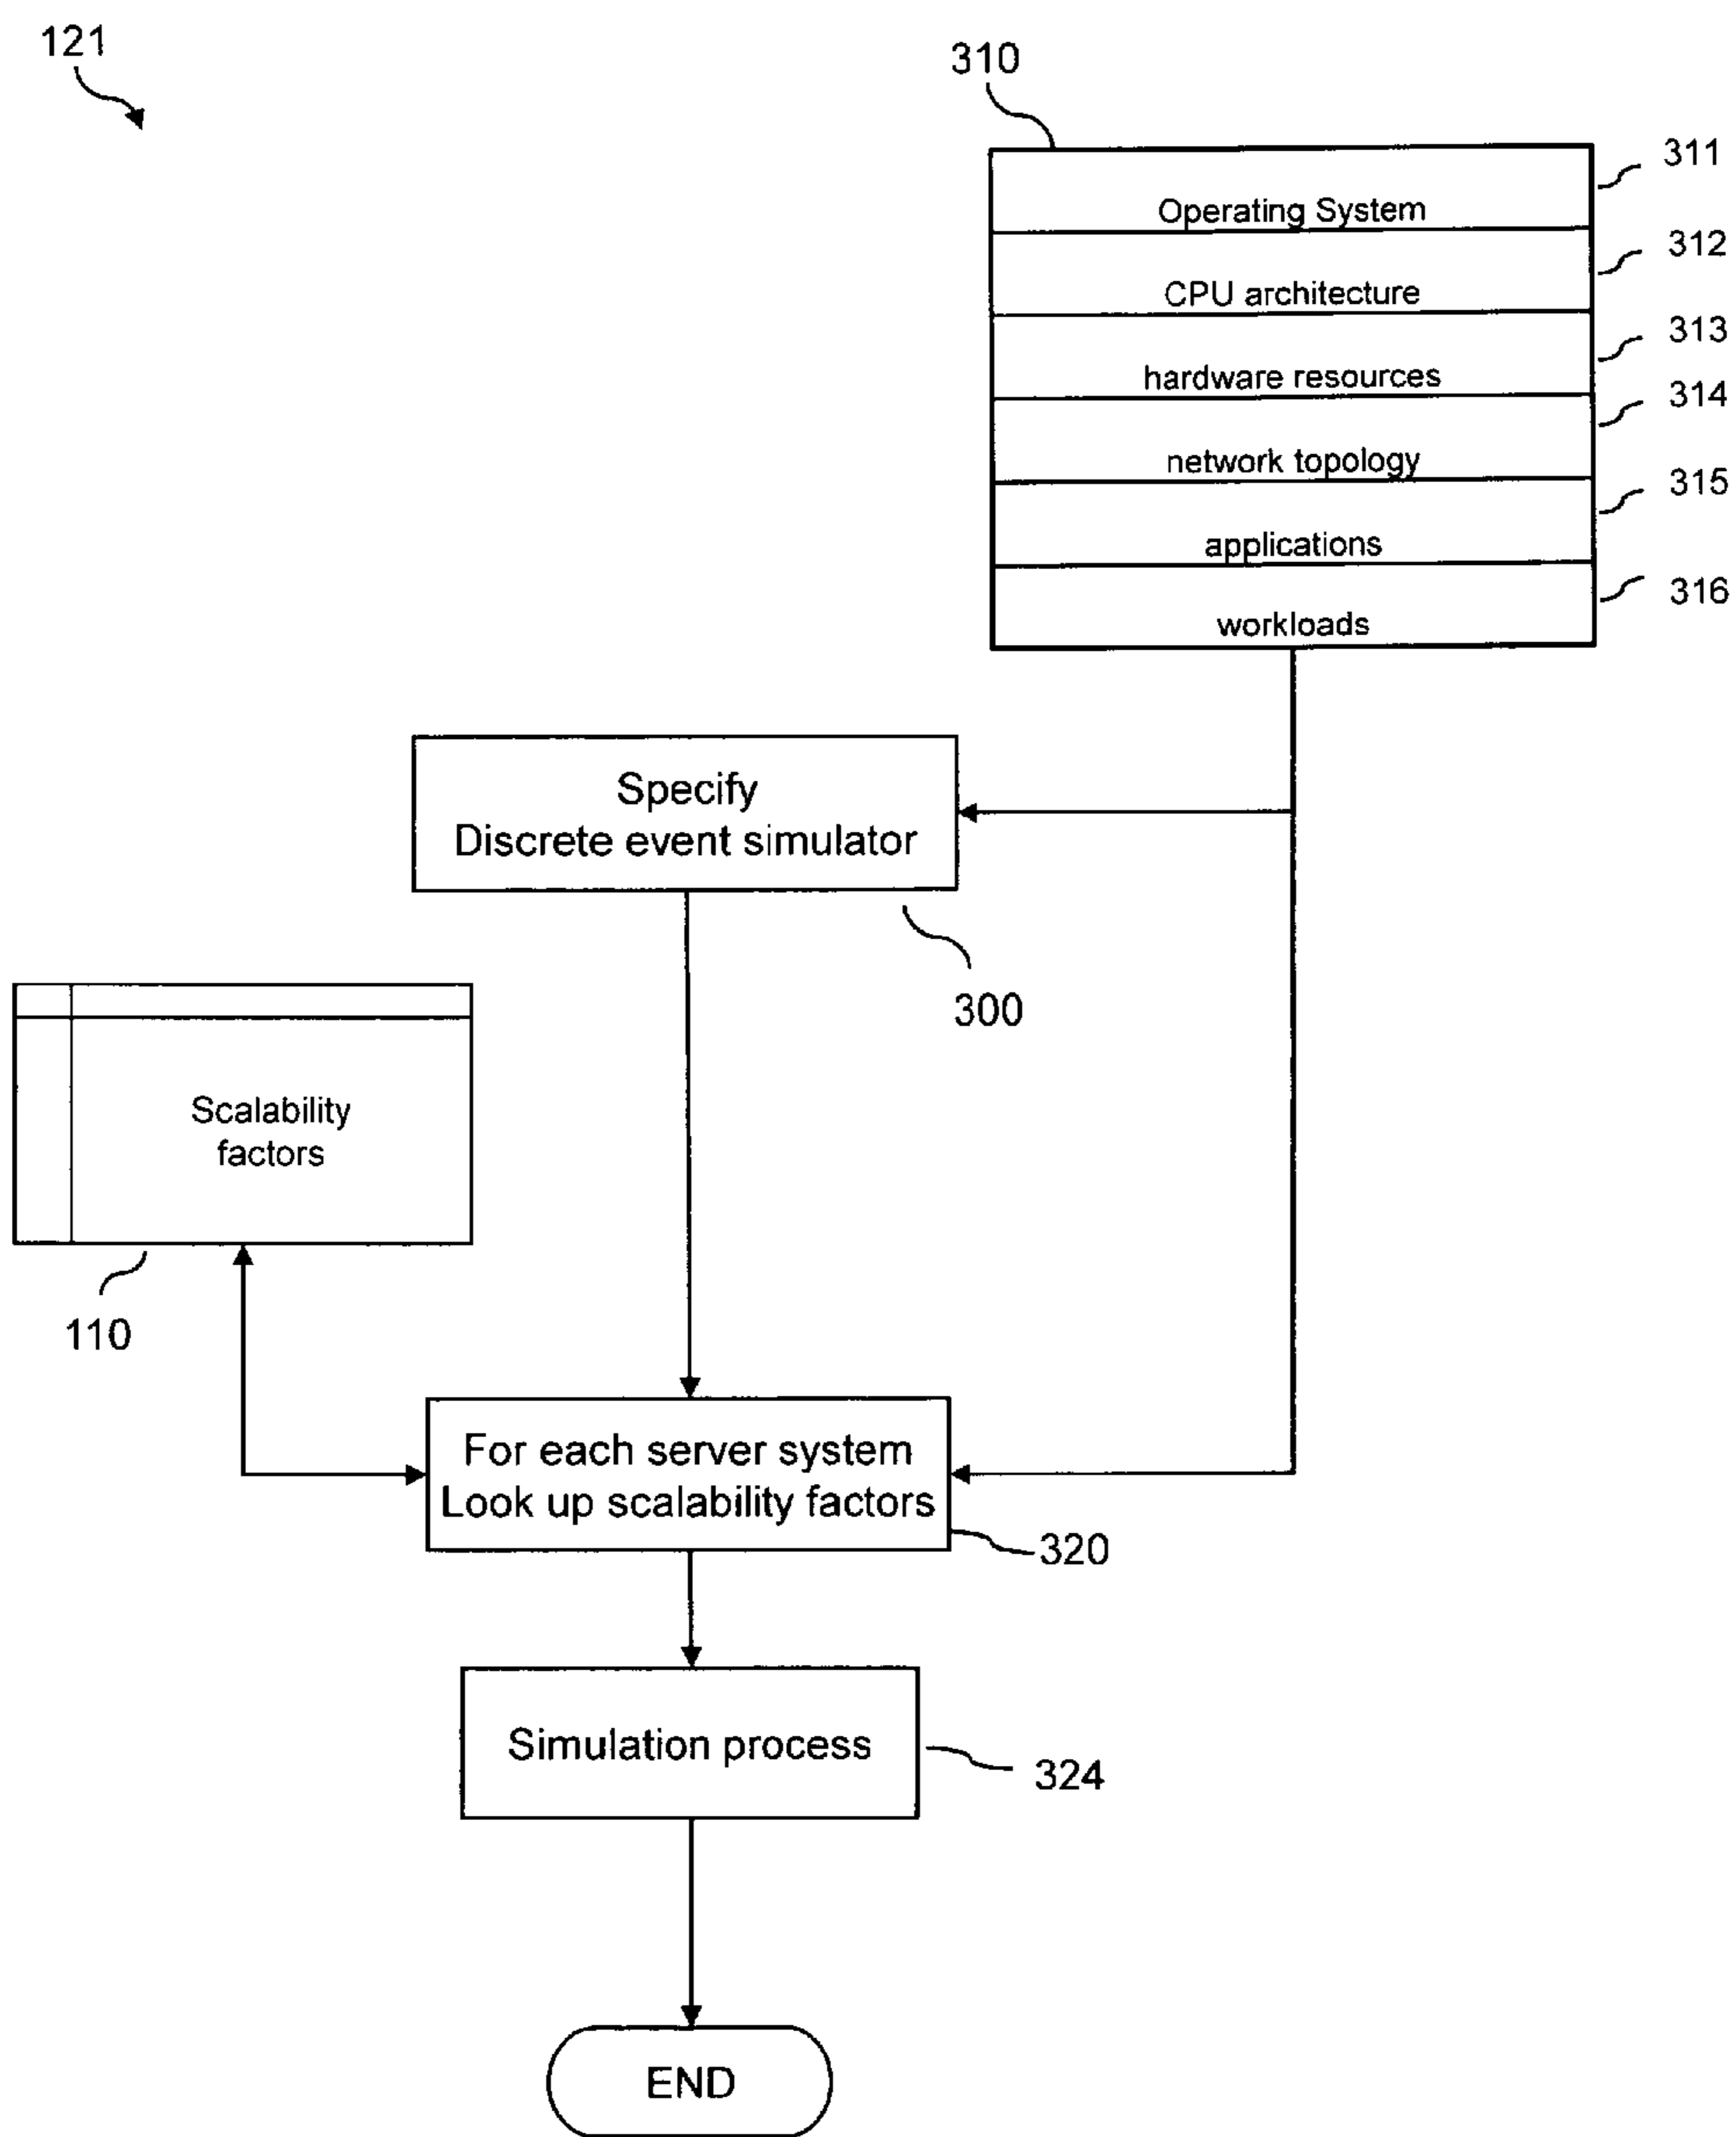 121
310
311
Operating System
312
CPU architecture
313
hardware resources
314
network topology
315
applications
316
workloads
Specify
Discrete event simulator
300
Scalability
factors
110
For each server system
Look up scalability factors
320
Simulation process
324
END